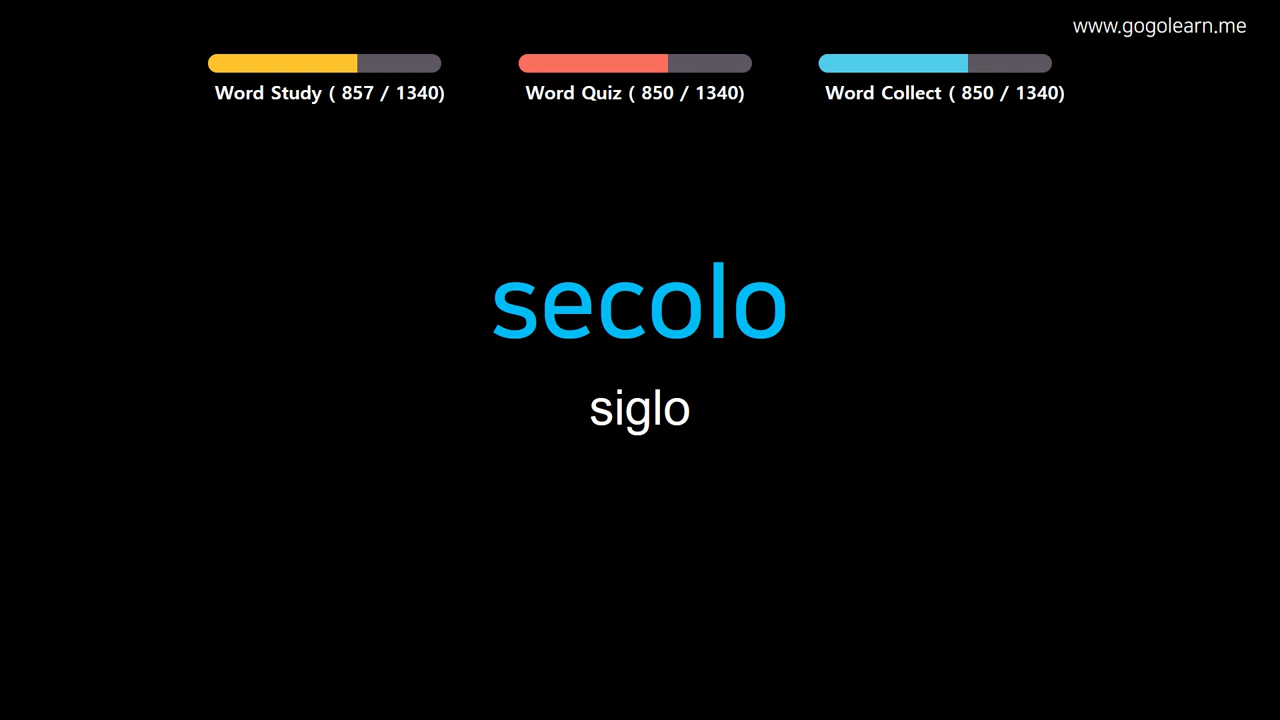 www.gogolearn.me
Word Study ( 857 / 1340)
Word Quiz ( 850 / 1340)
Word Collect ( 850 / 1340)
secolo
siglo